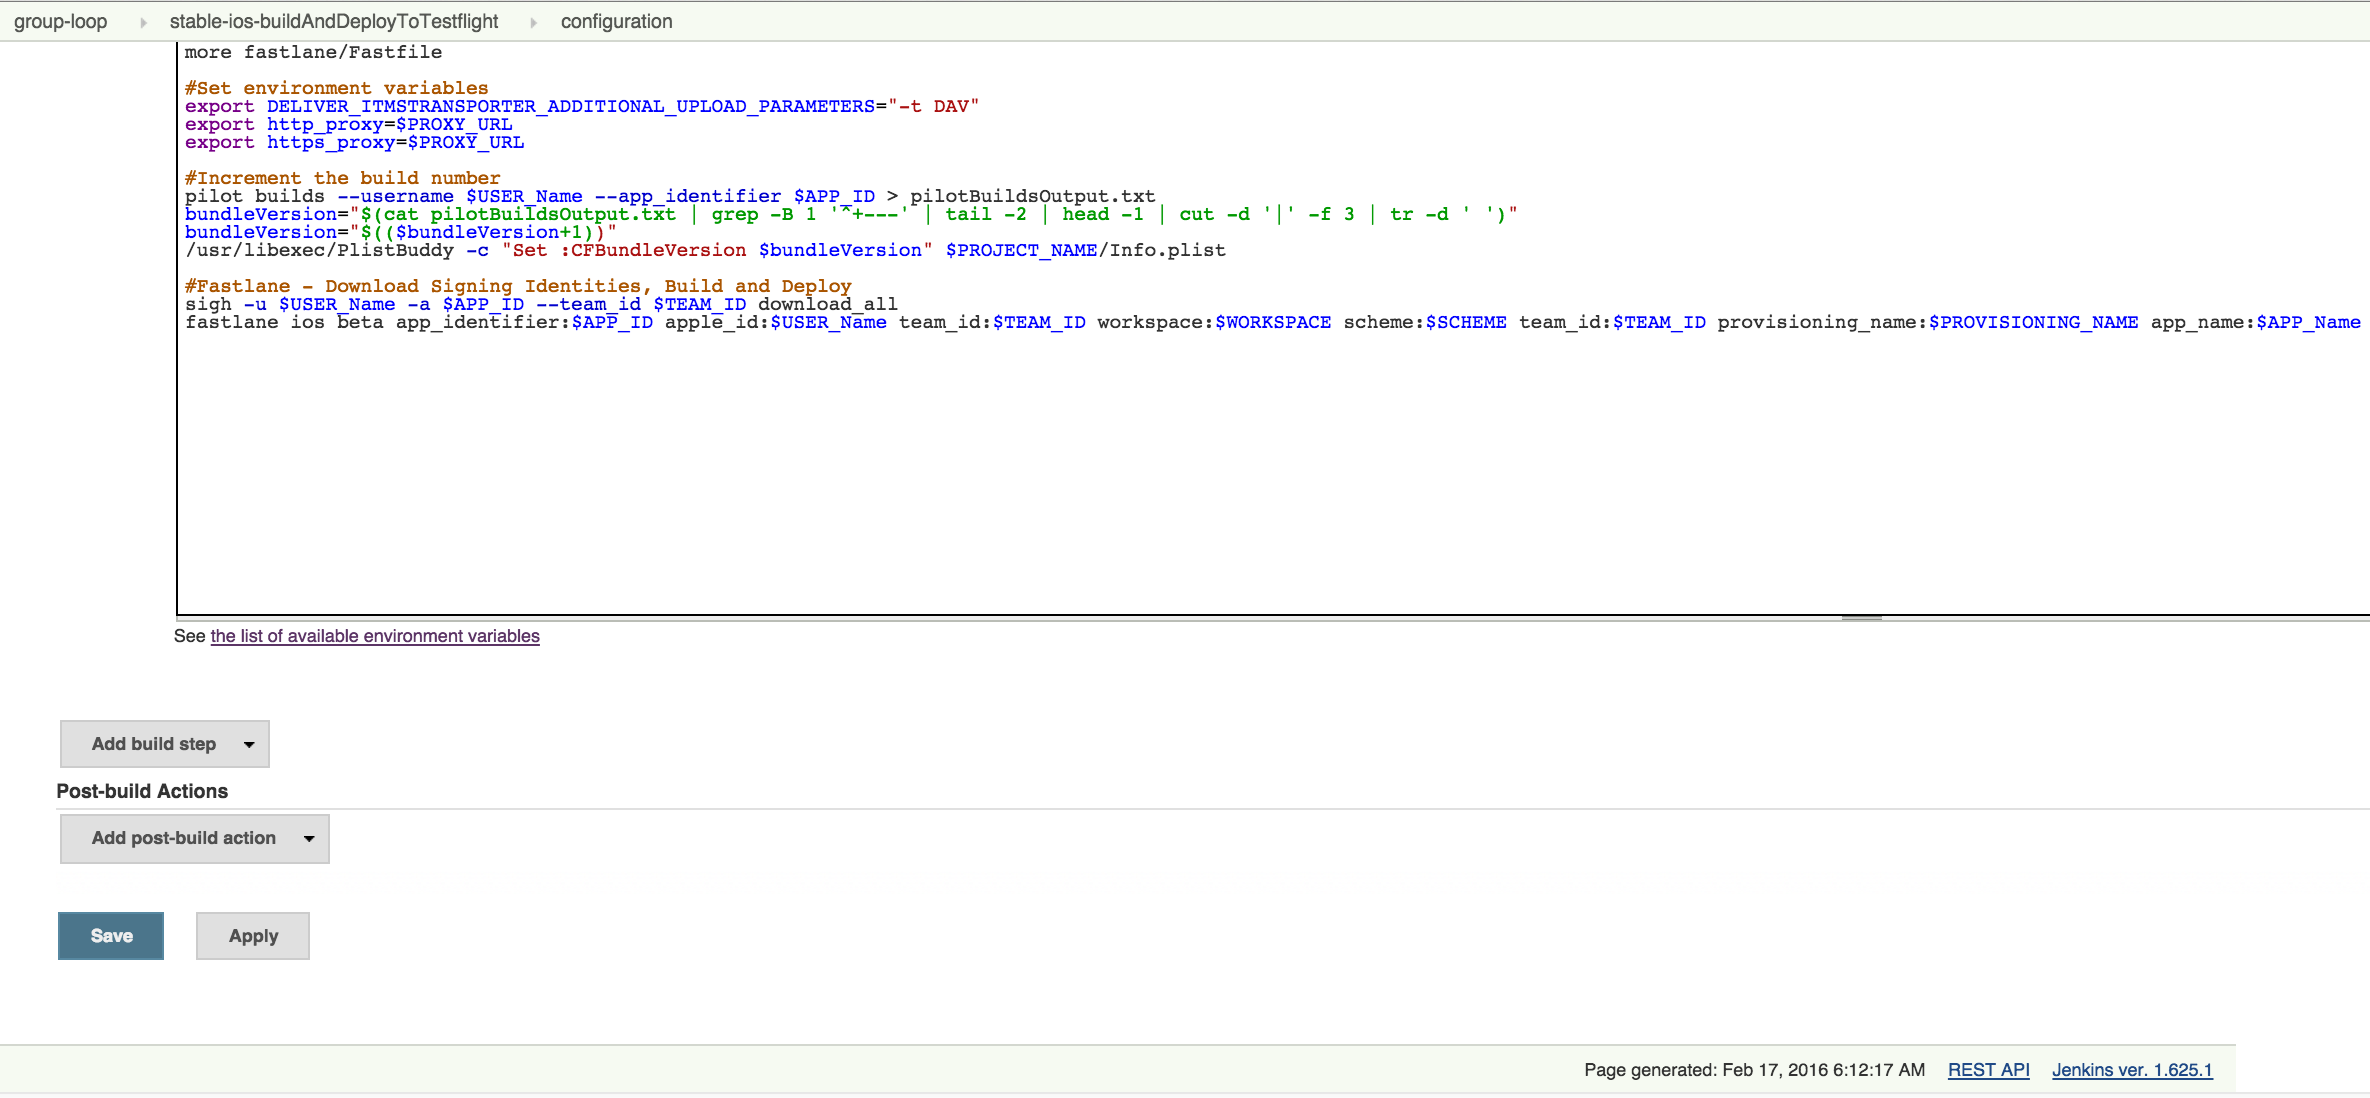 group-loop stable-ios-buildAndDeployToTestflight configuration
more fastlane/Fastfile
#Set environment variables
export DELIVER_ITMSTRANSPORTER_ADDITIONAL_UPLOAD_PARAMETERS="-t DAV"
export http_proxy=$PROXY_URL
export https_proxy=$PROXY_URL
#Increment the build number
pilot builds --username $USER_Name --app_identifier $APP_ID > pilotBuildsOutput.txt
bundleVersion="$(cat pilotBuildsOutput.txt | grep -B 1 '^+---' | tail -2 | head -1 | cut -d '|' -f 3 | tr -d ' ')"
bundleVersion="$(($bundleVersion+1))"
/usr/libexec/PlistBuddy -c "Set :CFBundleVersion $bundleVersion" $PROJECT_NAME/Info.plist
#Fastlane - Download Signing Identities, Build and Deploy
sigh -u $USER_Name -a $APP_ID --team_id $TEAM_ID download_all
fastlane ios beta app_identifier:$APP_ID apple_id:$USER_Name team_id:$TEAM_ID workspace:$WORKSPACE scheme:$SCHEME team_id:$TEAM_ID provisioning_name:$PROVISIONING_NAME app_name:$APP_Name
See the list of available environment variables
Add build step
Post-build Actions
Add post-build action
Save Apply
Page generated: Feb 17, 2016 6:12:17 AM REST API Jenkins ver. 1.625.1